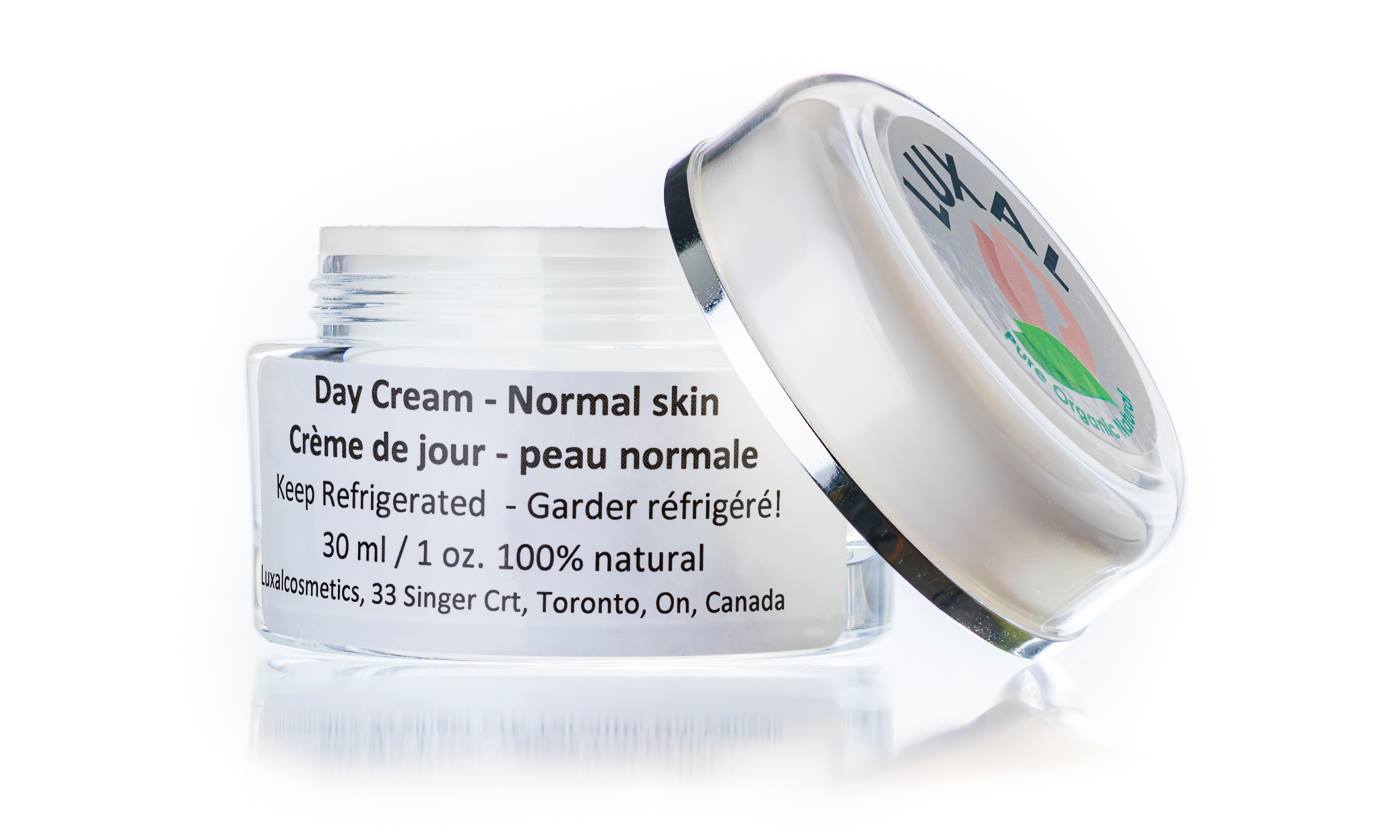 LUXAL
Pure Organic Natural
Day Cream - Normal skin
Crème de jour - peau normale
Keep Refrigerated - Garder réfrigéré!
30 ml / 1 oz. 100% natural
Luxalcosmetics, 33 Singer Crt, Toronto, On, Canada